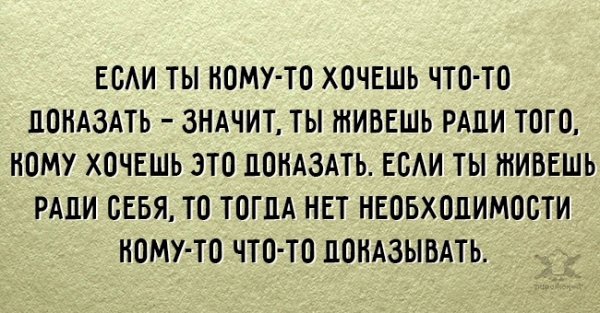 ЕСЛИ ТЫ КОМУ-ТО ХОЧЕШЬ ЧТО-ТО
ДОКАЗАТЬ – ЗНАЧИТ, ТЫ ЖИВЕШЬ РАДИ ТОГО,
КОМУ ХОЧЕШЬ ЭТО ДОКАЗАТЬ. ЕСЛИ ТЫ ЖИВЕШЬ
РАДИ СЕБЯ, ТО ТОГДА НЕТ НЕОБХОДИМОСТИ
КОМУ-ТО ЧТО-ТО ДОКАЗЫВАТЬ.